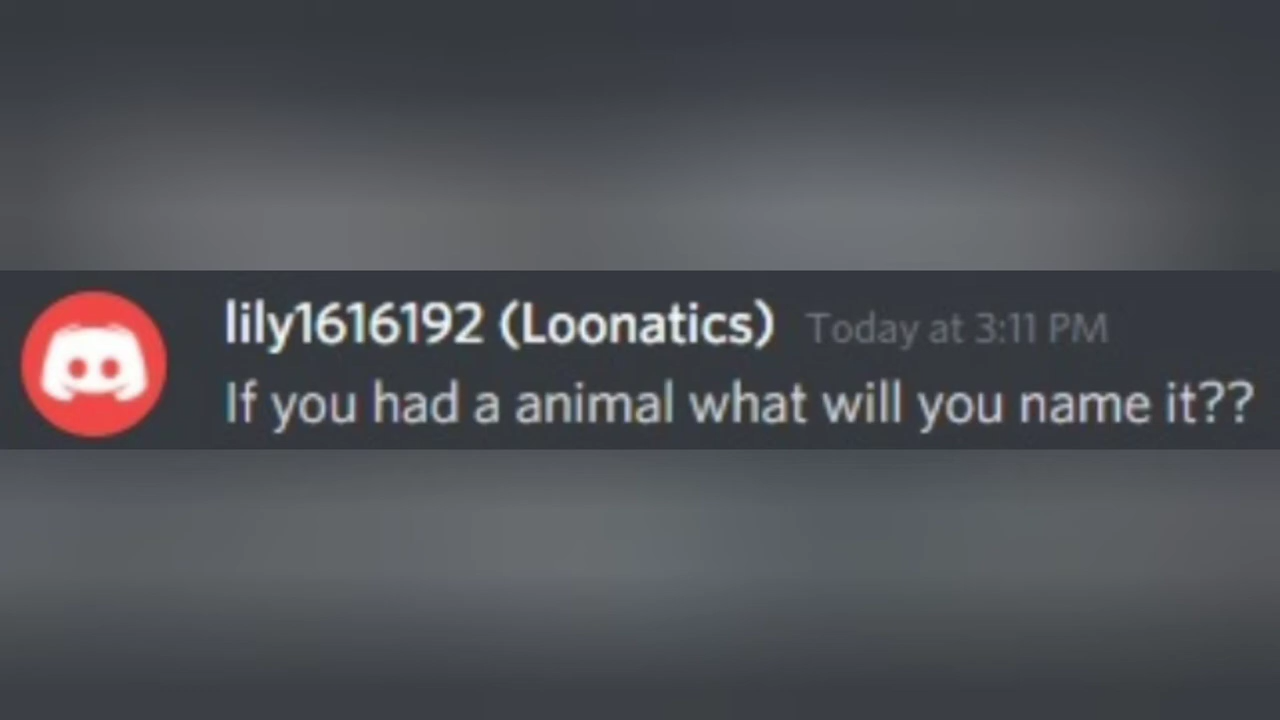 lily1616192 (Loonatics) Today at 3:11 PM
If you had a animal what will you name it??